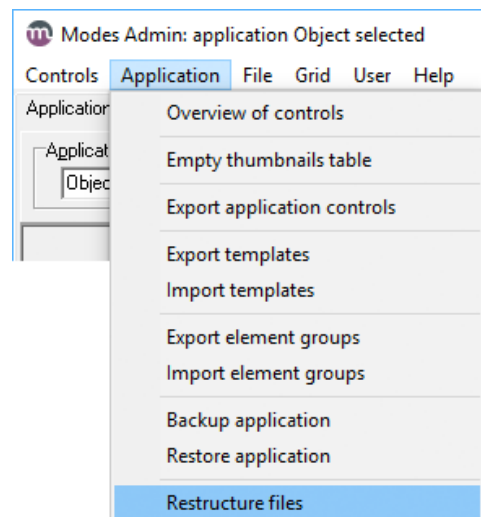 Modes Admin: application Object selected
Controls Application File Grid User Help
Application
Overview of controls
Applicat
Empty thumbnails table
Objec
Export application controls
Export templates
Import templates
Export element groups
Import element groups
Backup application
Restore application
Restructure files